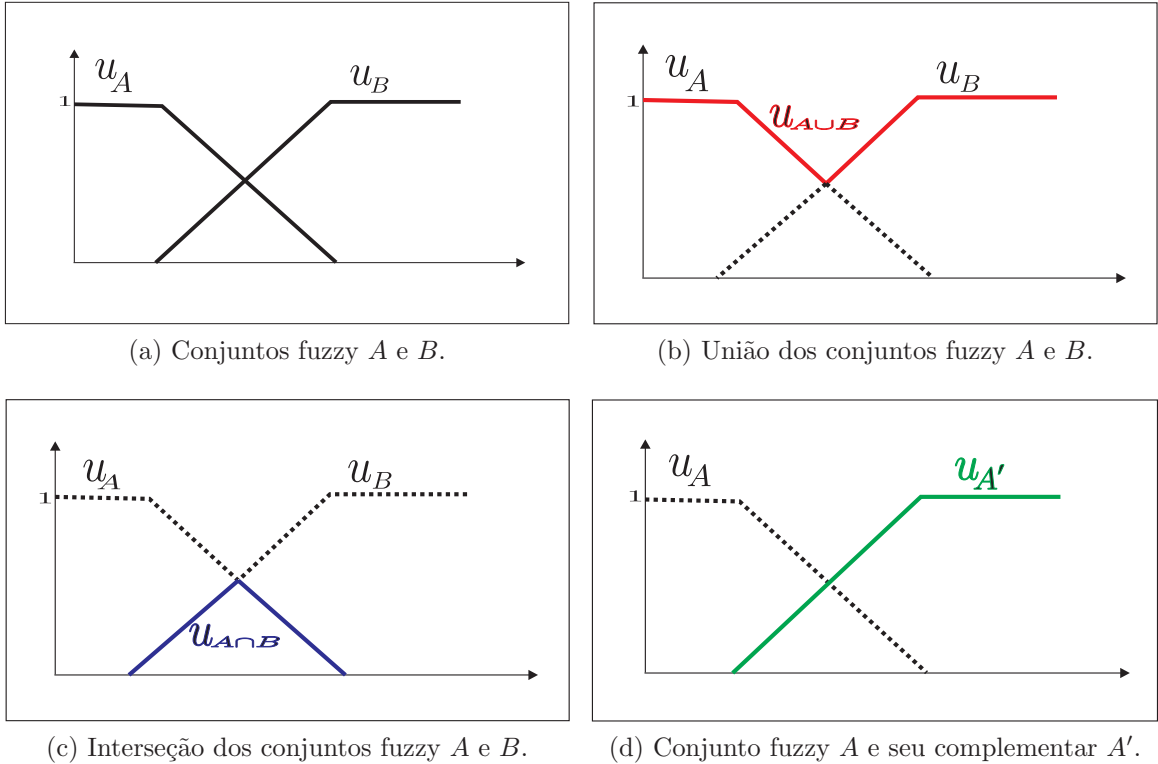 u_A
u_B
1
(a) Conjuntos fuzzy A e B.
u_A
u_B
1
u_{A∪B}
(b) União dos conjuntos fuzzy A e B.
u_A
u_B
1
u_{A∩B}
(c) Interseção dos conjuntos fuzzy A e B.
u_A
u_{A′}
1
(d) Conjunto fuzzy A e seu complementar A′.